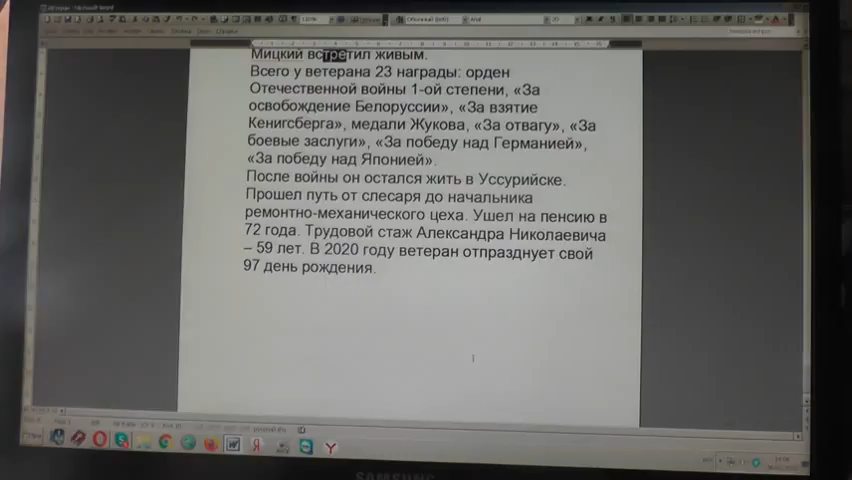 Мицкий встретил живым.
Всего у ветерана 23 награды: орден
Отечественной войны 1-ой степени, «За
освобождение Белоруссии», «За взятие
Кенигсберга», медали Жукова, «За отвагу», «За
боевые заслуги», «За победу над Германией»,
«За победу над Японией».
После войны он остался жить в Уссурийске.
Прошел путь от слесаря до начальника
ремонтно-механического цеха. Ушел на пенсию в
72 года. Трудовой стаж Александра Николаевича
– 59 лет. В 2020 году ветеран отпразднует свой
97 день рождения.
SAMSUNG